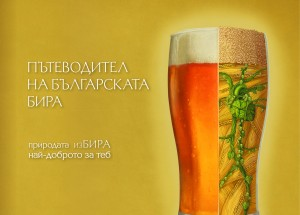 ПЪТЕВОДИТЕЛ
НА БЪЛГАРСКАТА
БИРА
природата изБИРА
най-доброто за теб